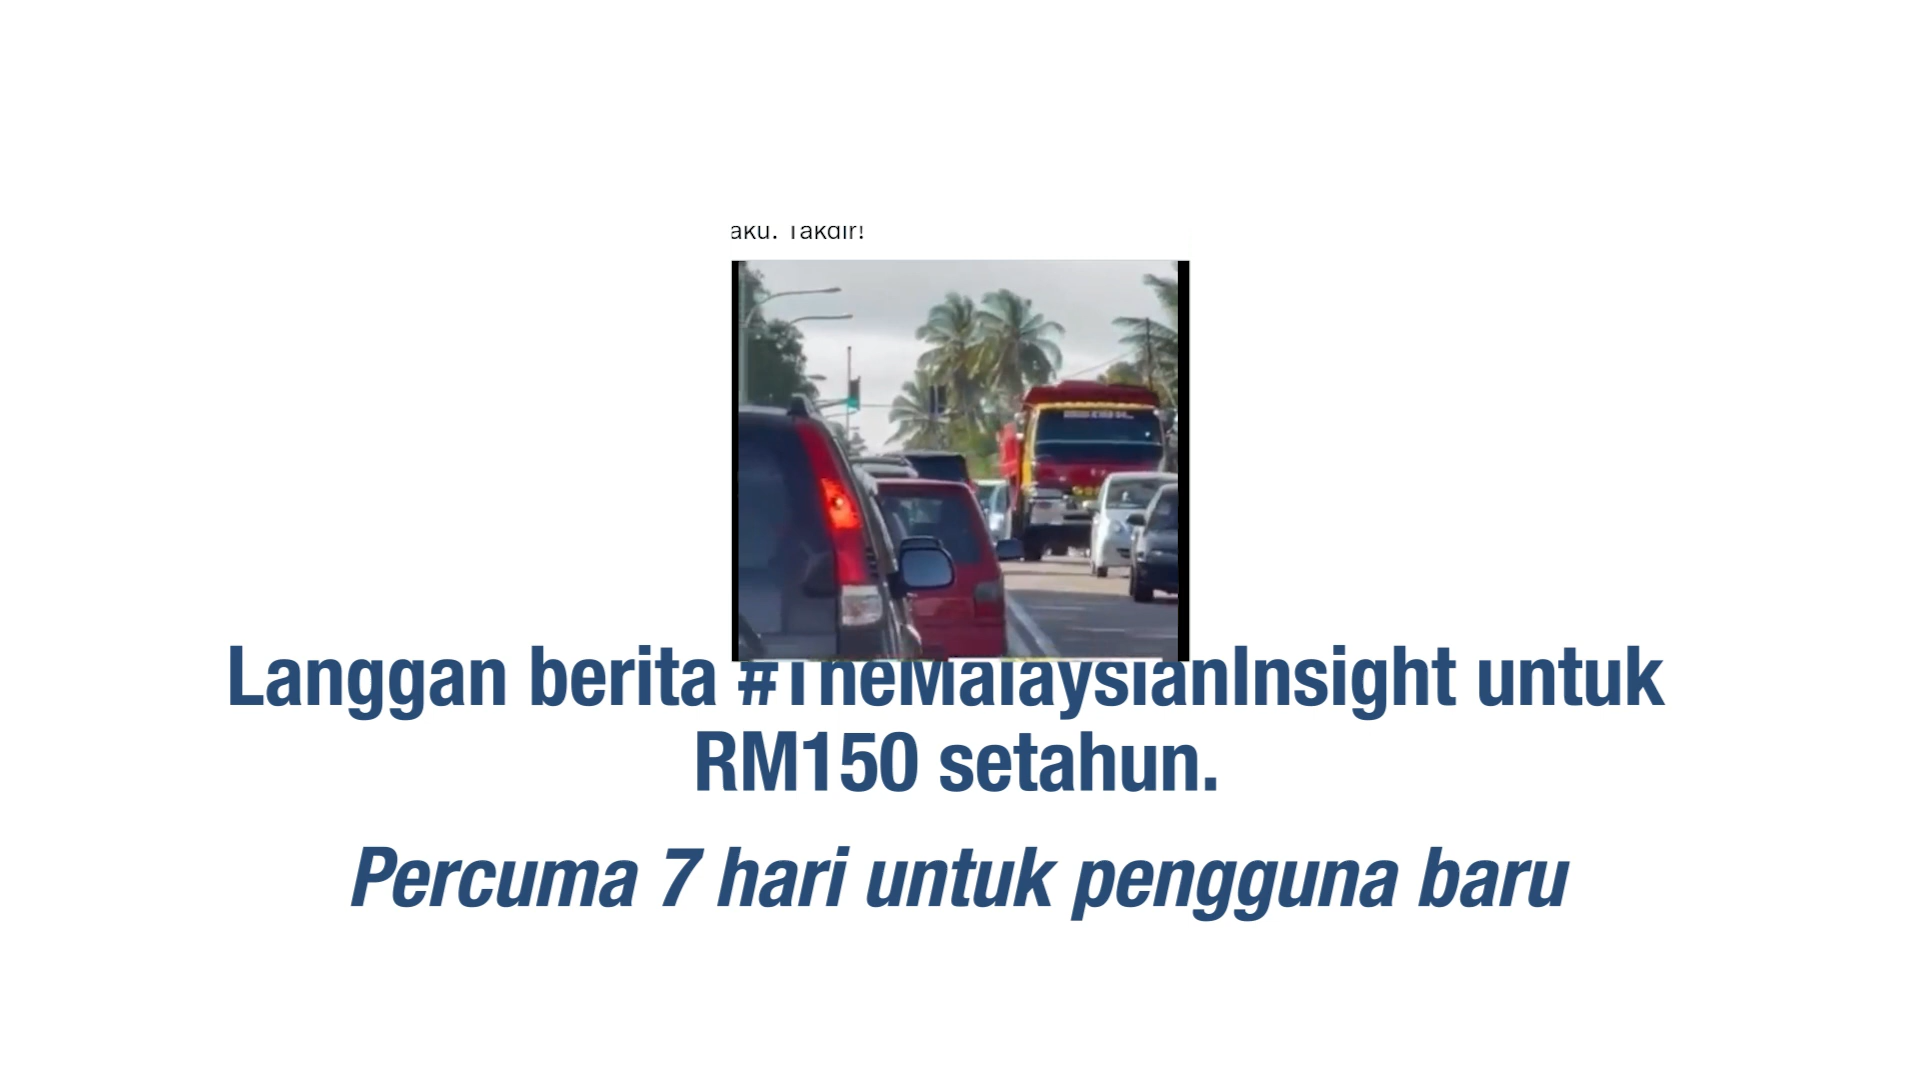 aku. Takdir!
Langgan berita #TheMalaysianInsight untuk
RM150 setahun.
Percuma 7 hari untuk pengguna baru